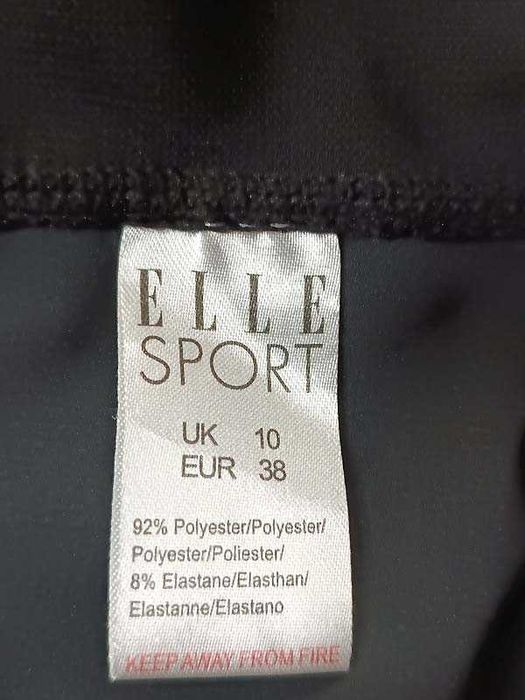 ELLE
SPORT
UK 10
EUR 38
92% Polyester/Polyester/
Polyester/Poliester/
8% Elastane/Elasthan/
Elastanne/Elastano
KEEP AWAY FROM FIRE